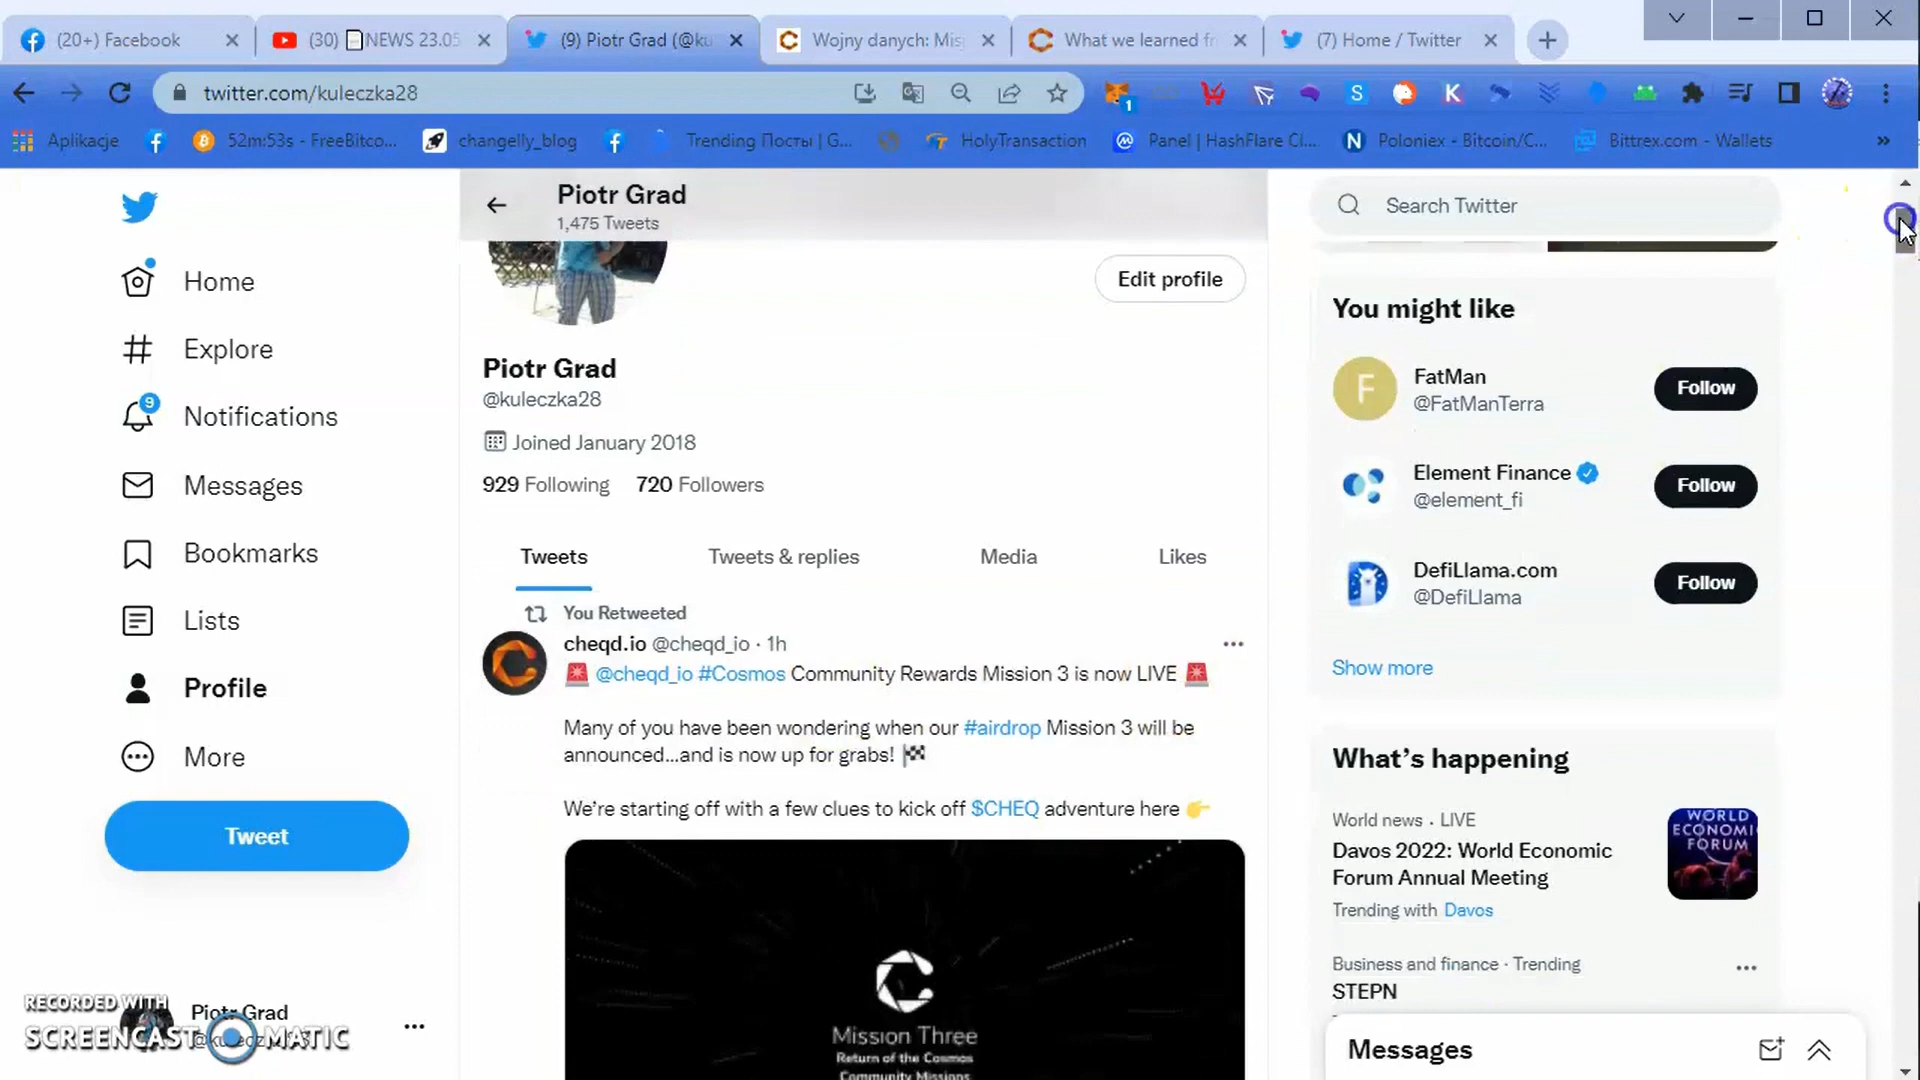 (20+) Facebook
(30) NEWS 23.05
(9) Piotr Grad (@ku
Wojny danych: Mis
What we learned fr
(7) Home / Twitter
twitter.com/kuleczka28
1
Aplikacje
52m:53s - FreeBitco...
changelly_blog
Trending Посты | G...
HolyTransaction
Panel | HashFlare Cl...
Poloniex - Bitcoin/C...
Bittrex.com - Wallets
Home
Explore
9
Notifications
Messages
Bookmarks
Lists
Profile
More
Tweet
Piotr Grad
RECORDED WITH
SCREENCAST MATIC
Piotr Grad
1,475 Tweets
Edit profile
Piotr Grad
@kuleczka28
Joined January 2018
929 Following 720 Followers
Tweets
Tweets & replies
Media
Likes
You Retweeted
cheqd.io @cheqd_io · 1h
🚨 @cheqd_io #Cosmos Community Rewards Mission 3 is now LIVE 🚨
Many of you have been wondering when our #airdrop Mission 3 will be
announced...and is now up for grabs! 🏁
We're starting off with a few clues to kick off $CHEQ adventure here 👉
Mission Three
Return of the Cosmos
Community Missions
Search Twitter
You might like
F
FatMan
@FatManTerra
Follow
Element Finance
@element_fi
Follow
DefiLlama.com
@DefiLlama
Follow
Show more
What's happening
World news · LIVE
Davos 2022: World Economic
Forum Annual Meeting
Trending with Davos
WORLD
ECONOMI
FORUM
Business and finance · Trending
STEPN
Messages